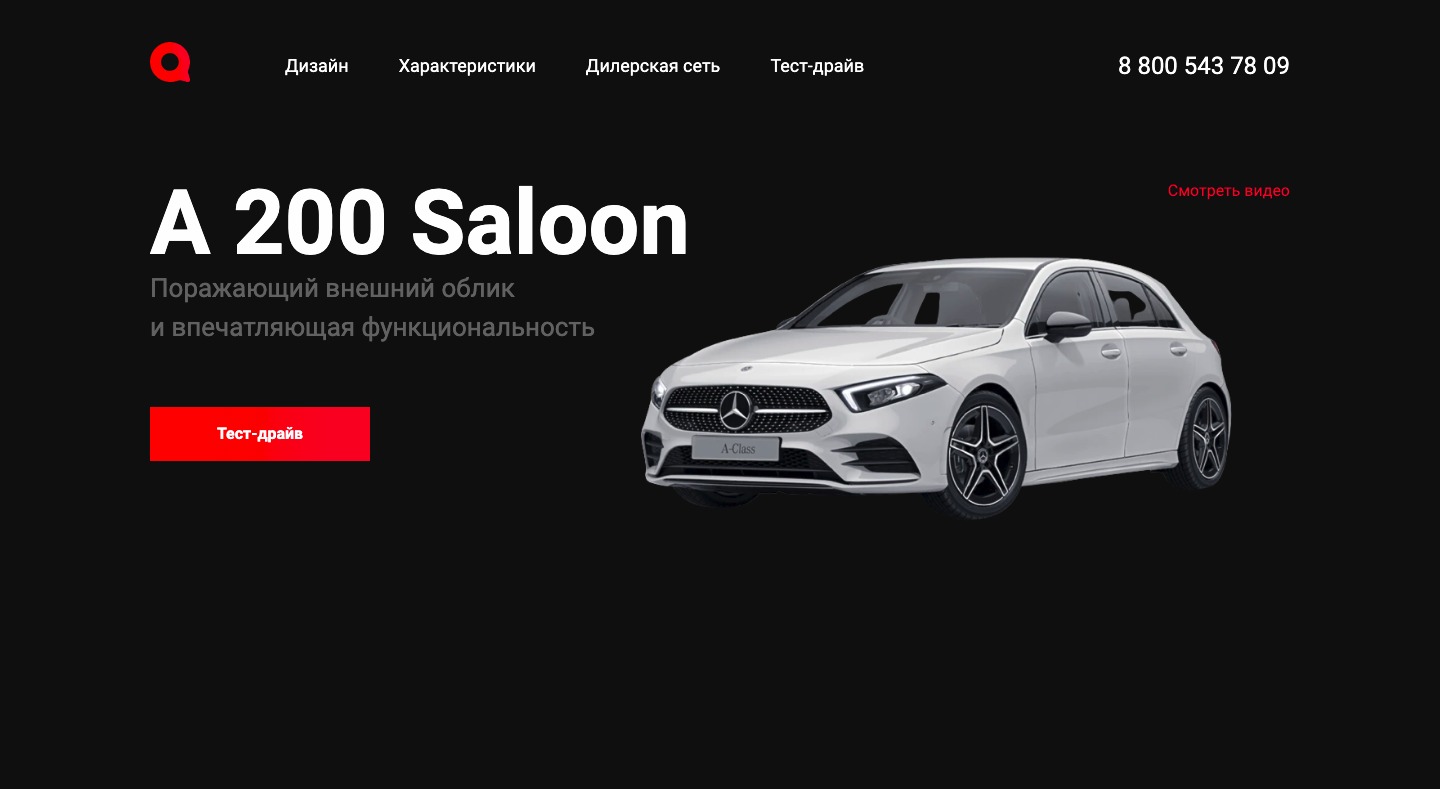 Дизайн Характеристики Дилерская сеть Тест-драйв 8 800 543 78 09
A 200 Saloon
Смотреть видео
Поражающий внешний облик
и впечатляющая функциональность
Тест-драйв
A-Class